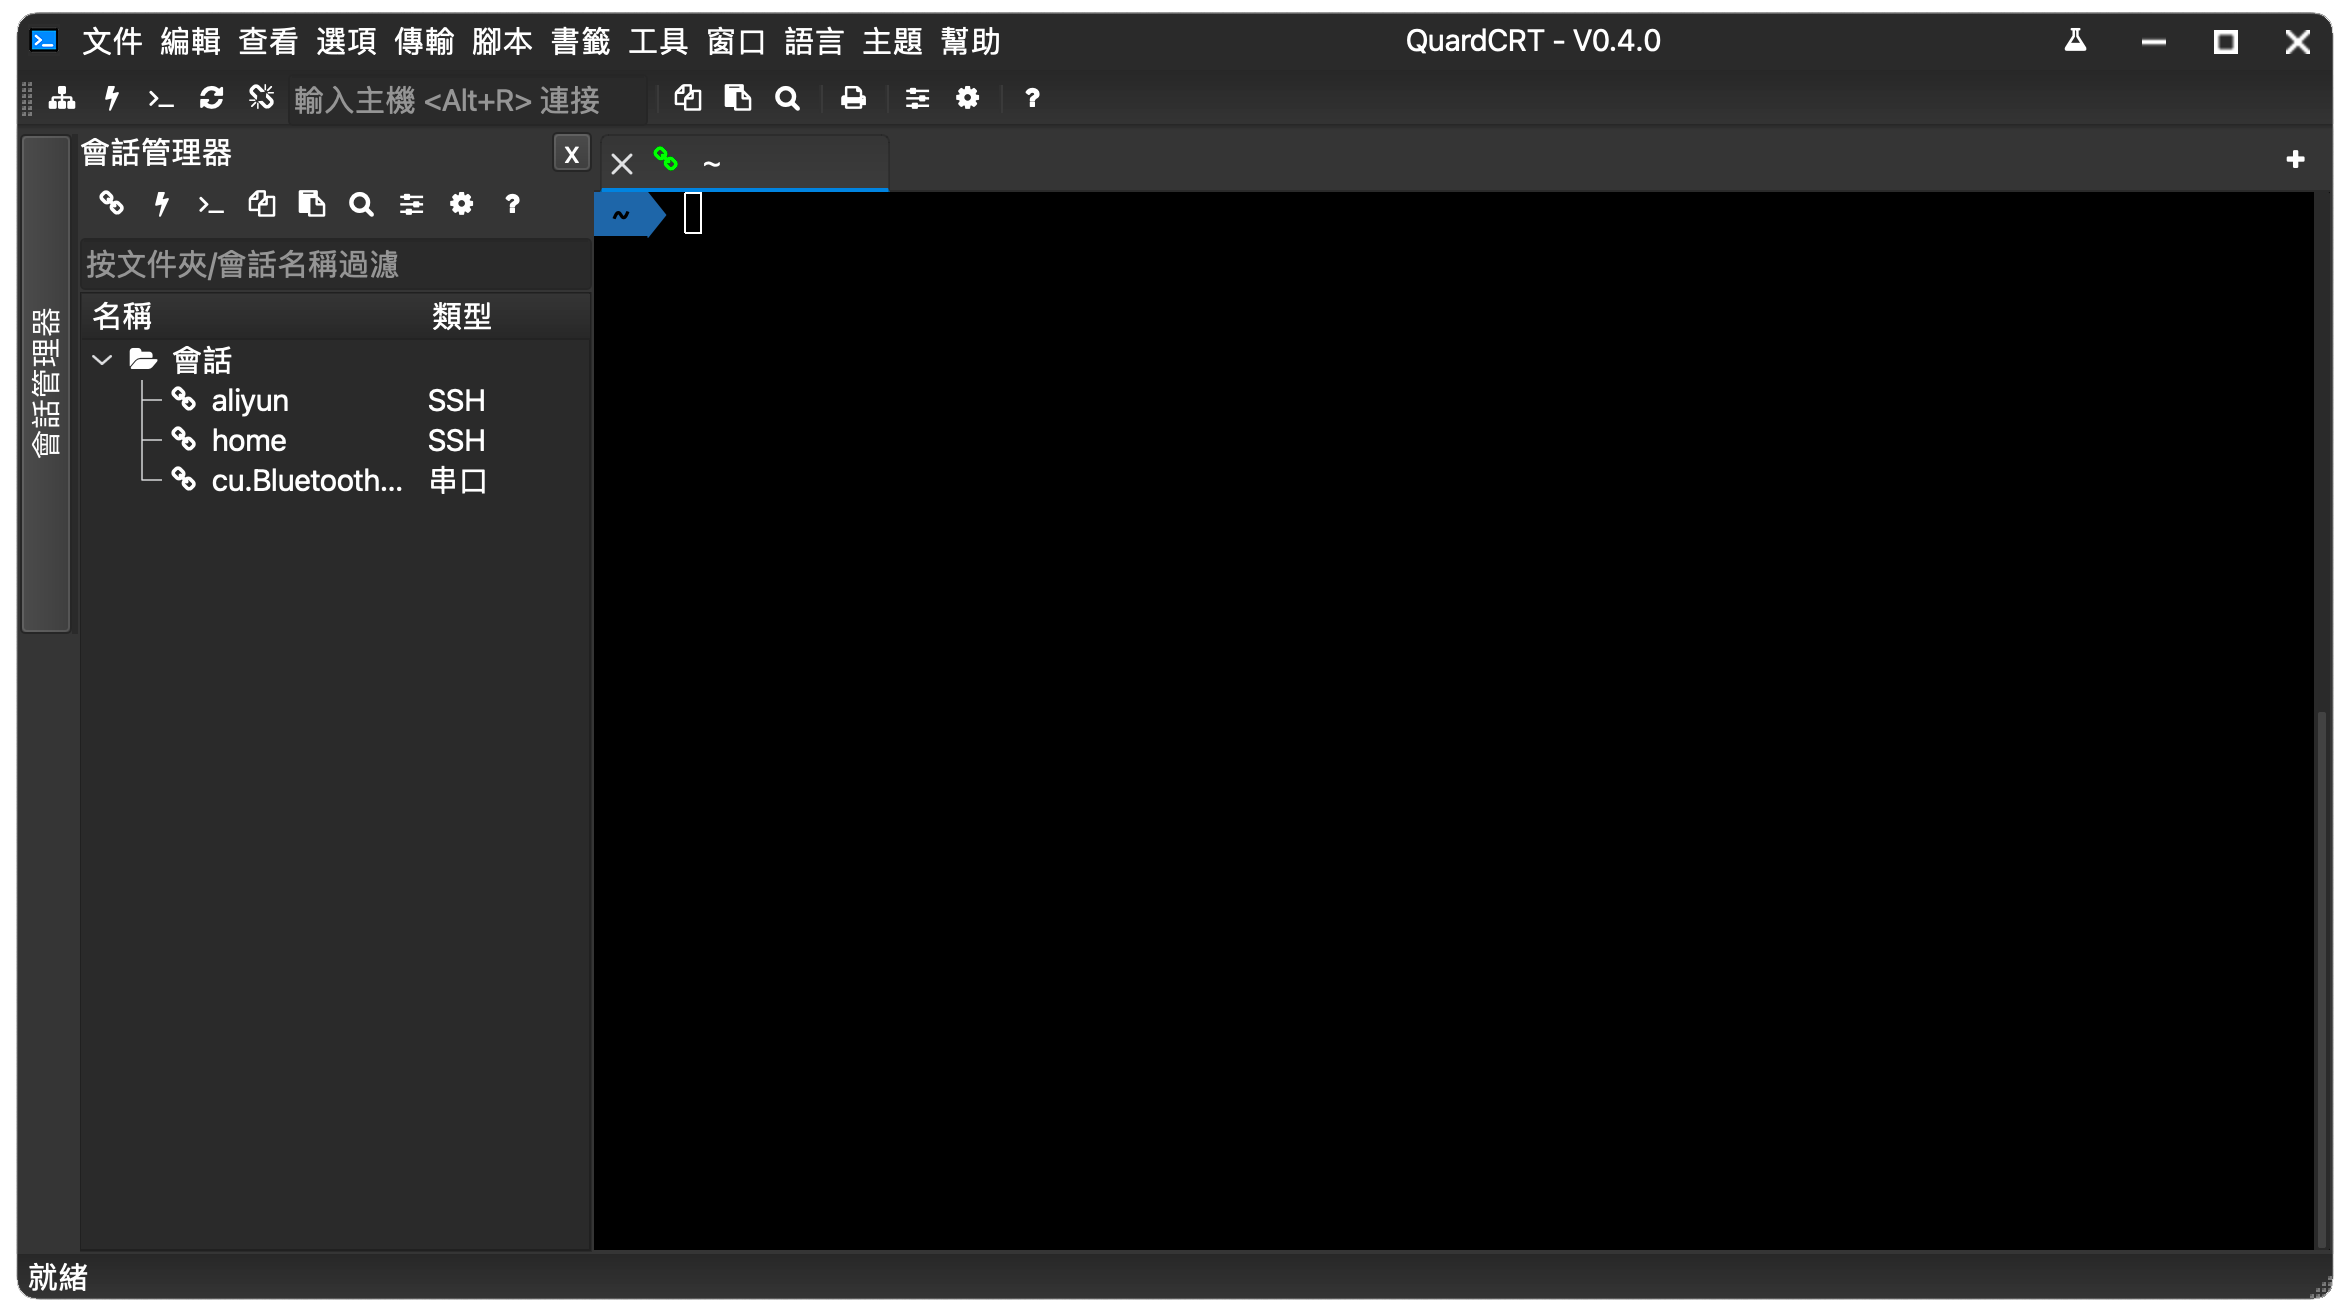 文件 編輯 查看 選項 傳輸 腳本 書籤 工具 窗口 語言 主題 幫助 QuardCRT - V0.4.0
輸入主機 <Alt+R> 連接
會話管理器
會話管理器
~
~
按文件夾/會話名稱過濾
名稱 類型
會話
aliyun SSH
home SSH
cu.Bluetooth... 串口
就緒